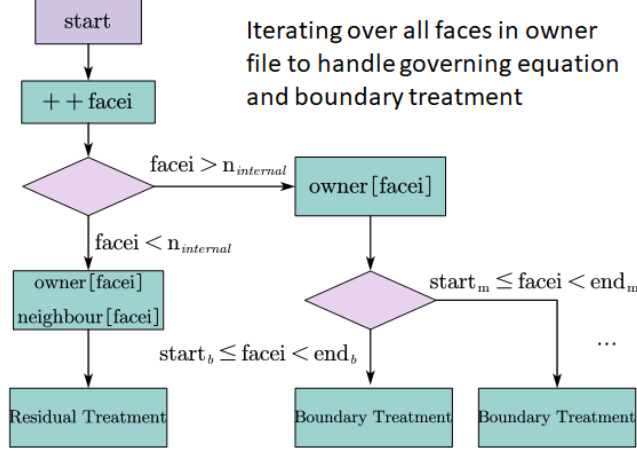 start
Iterating over all faces in owner
file to handle governing equation
and boundary treatment
++facei
facei > n_internal
owner[facei]
facei < n_internal
owner[facei]
neighbour[facei]
start_m ≤ facei < end_m
start_b ≤ facei < end_b
...
Residual Treatment
Boundary Treatment
Boundary Treatment